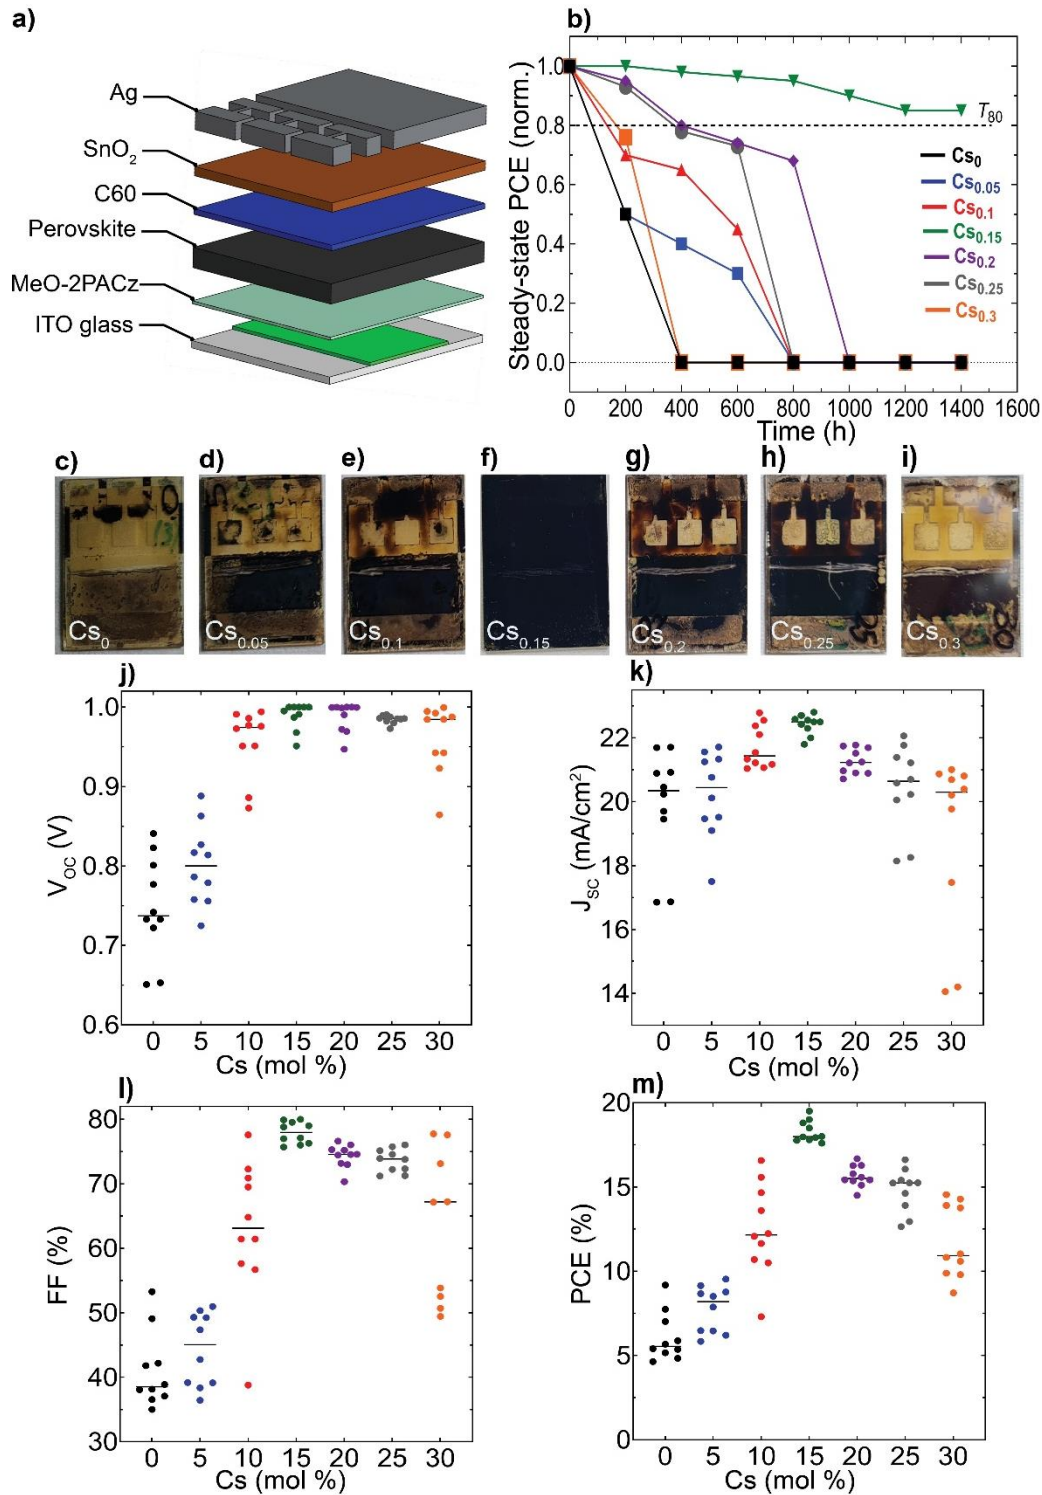 a)
Ag
SnO2
C60
Perovskite
MeO-2PACz
ITO glass
b)
Steady-state PCE (norm.)
1.0
0.8
0.6
0.4
0.2
0.0
T80
Cs0
Cs0.05
Cs0.1
Cs0.15
Cs0.2
Cs0.25
Cs0.3
0 200 400 600 800 1000 1200 1400 1600
Time (h)
c) d) e) f) g) h) i)
Cs0 Cs0.05 Cs0.1 Cs0.15 Cs0.2 Cs0.25 Cs0.3
j)
VOC (V)
1.0
0.9
0.8
0.7
0.6
0 5 10 15 20 25 30
Cs (mol %)
k)
JSC (mA/cm2)
22
20
18
16
14
0 5 10 15 20 25 30
Cs (mol %)
l)
FF (%)
80
70
60
50
40
30
0 5 10 15 20 25 30
Cs (mol %)
m)
PCE (%)
20
15
10
5
0
0 5 10 15 20 25 30
Cs (mol %)